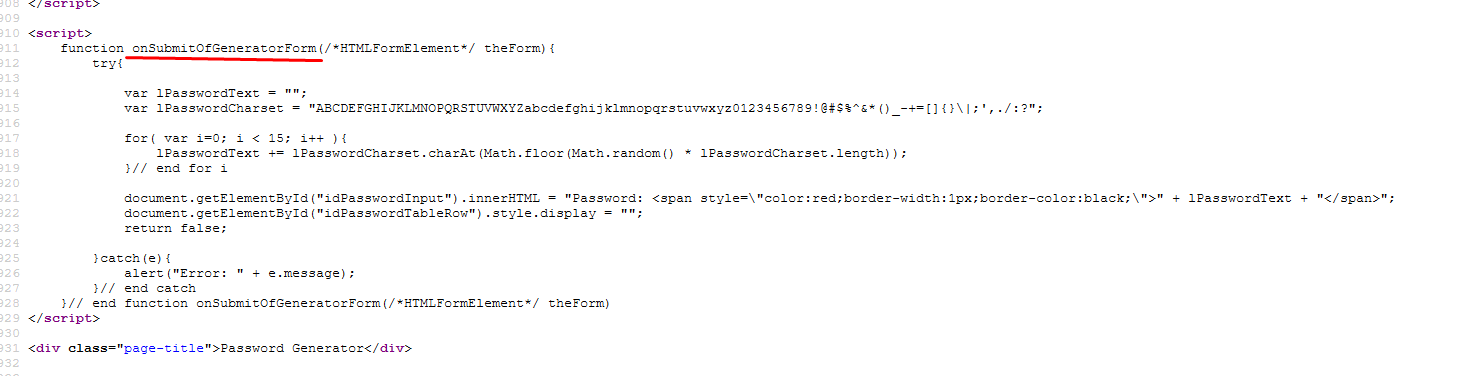 908 </script>
909
910 <script>
911 function onSubmitOfGeneratorForm(/*HTMLFormElement*/ theForm){
912 try{
913
914 var lPasswordText = "";
915 var lPasswordCharset = "ABCDEFGHIJKLMNOPQRSTUVWXYZabcdefghijklmnopqrstuvwxyz0123456789!@#$%^&*()_-+=[]{}\|;',./:?";
916
917 for( var i=0; i < 15; i++ ){
918 lPasswordText += lPasswordCharset.charAt(Math.floor(Math.random() * lPasswordCharset.length));
919 }// end for i
920
921 document.getElementById("idPasswordInput").innerHTML = "Password: <span style=\"color:red;border-width:1px;border-color:black;\">" + lPasswordText + "</span>";
922 document.getElementById("idPasswordTableRow").style.display = "";
923 return false;
924
925 }catch(e){
926 alert("Error: " + e.message);
927 }// end catch
928 }// end function onSubmitOfGeneratorForm(/*HTMLFormElement*/ theForm)
929 </script>
930
931 <div class="page-title">Password Generator</div>
932